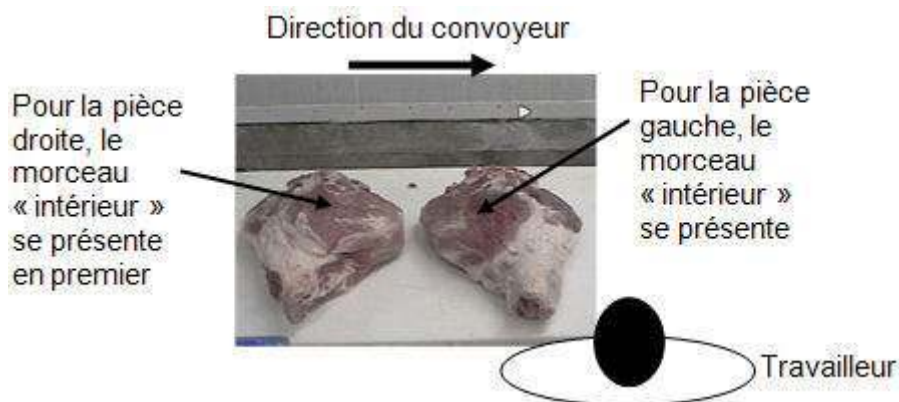 Direction du convoyeur
Pour la pièce
droite, le
morceau
« intérieur »
se présente
en premier
Pour la pièce
gauche, le
morceau
« intérieur »
se présente
Travailleur